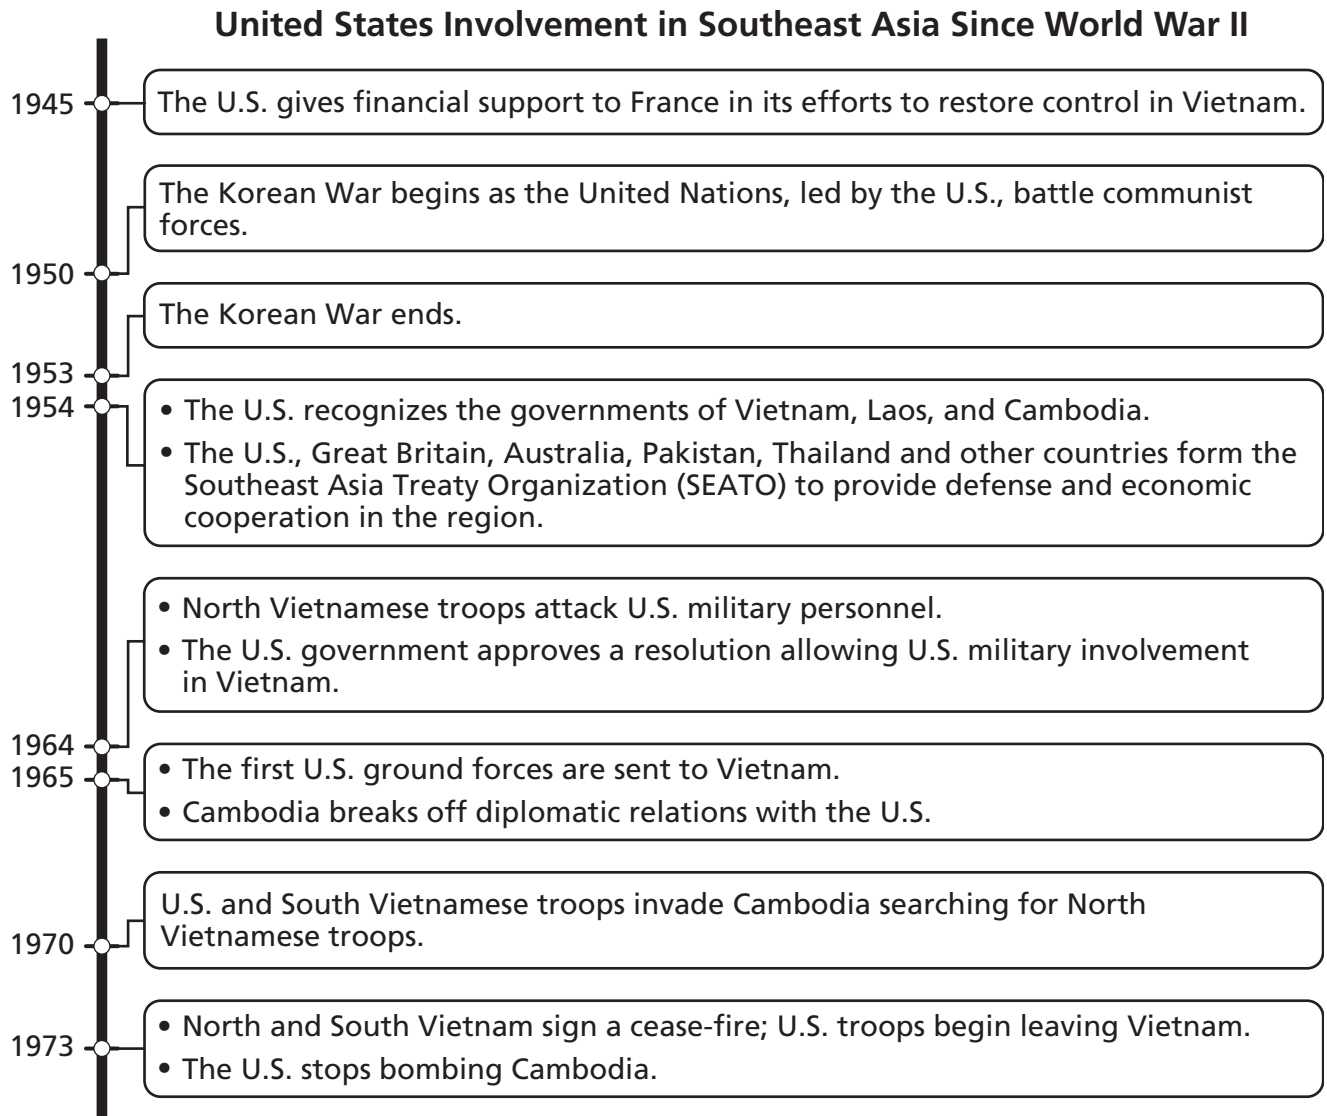 United States Involvement in Southeast Asia Since World War II
1945
The U.S. gives financial support to France in its efforts to restore control in Vietnam.
The Korean War begins as the United Nations, led by the U.S., battle communist
forces.
1950
The Korean War ends.
1953
1954
• The U.S. recognizes the governments of Vietnam, Laos, and Cambodia.
• The U.S., Great Britain, Australia, Pakistan, Thailand and other countries form the
Southeast Asia Treaty Organization (SEATO) to provide defense and economic
cooperation in the region.
• North Vietnamese troops attack U.S. military personnel.
• The U.S. government approves a resolution allowing U.S. military involvement
in Vietnam.
1964
1965
• The first U.S. ground forces are sent to Vietnam.
• Cambodia breaks off diplomatic relations with the U.S.
U.S. and South Vietnamese troops invade Cambodia searching for North
Vietnamese troops.
1970
• North and South Vietnam sign a cease-fire; U.S. troops begin leaving Vietnam.
1973
• The U.S. stops bombing Cambodia.